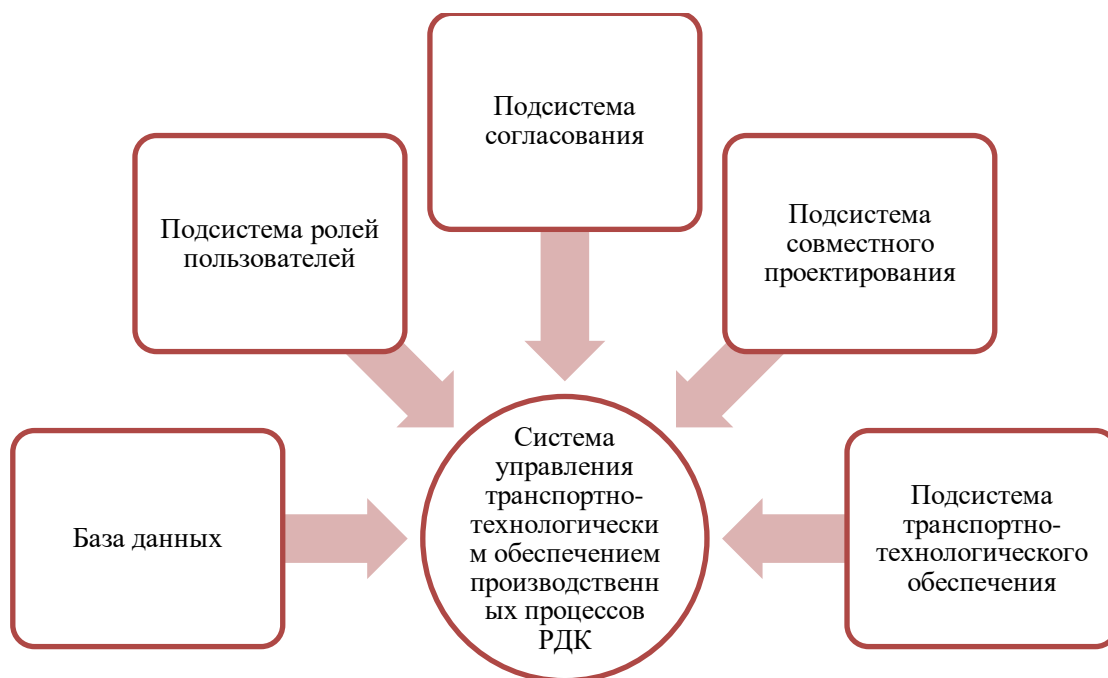 Подсистема
согласования
Подсистема ролей
пользователей
Подсистема
совместного
проектирования
База данных
Система
управления
транспортно-
технологически
м обеспечением
производственн
ых процессов
РДК
Подсистема
транспортно-
технологического
обеспечения